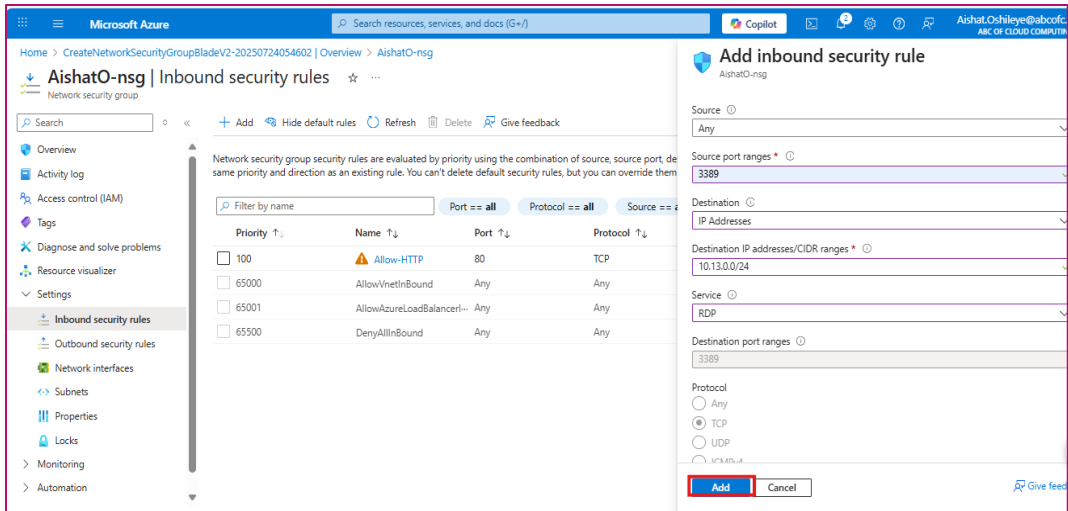 Microsoft Azure
Search resources, services, and docs (G+/)
Copilot
2
Aishat.Oshileye@abcofc.
ABC OF CLOUD COMPUTIN
Home > CreateNetworkSecurityGroupBladeV2-20250724054602 | Overview > AishatO-nsg
AishatO-nsg | Inbound security rules
Network security group
Search
Overview
Activity log
Access control (IAM)
Tags
Diagnose and solve problems
Resource visualizer
Settings
Inbound security rules
Outbound security rules
Network interfaces
Subnets
Properties
Locks
Monitoring
Automation
Add Hide default rules Refresh Delete Give feedback
Network security group security rules are evaluated by priority using the combination of source, source port, de
same priority and direction as an existing rule. You can't delete default security rules, but you can override them
Filter by name Port == all Protocol == all Source == a
Priority Name Port Protocol
100 Allow-HTTP 80 TCP
65000 AllowVnetInBound Any Any
65001 AllowAzureLoadBalancerI... Any Any
65500 DenyAllInBound Any Any
Add inbound security rule
AishatO-nsg
Source
Any
Source port ranges *
3389
Destination
IP Addresses
Destination IP addresses/CIDR ranges *
10.13.0.0/24
Service
RDP
Destination port ranges
3389
Protocol
Any
TCP
UDP
ICMPv4
Add Cancel Give feed